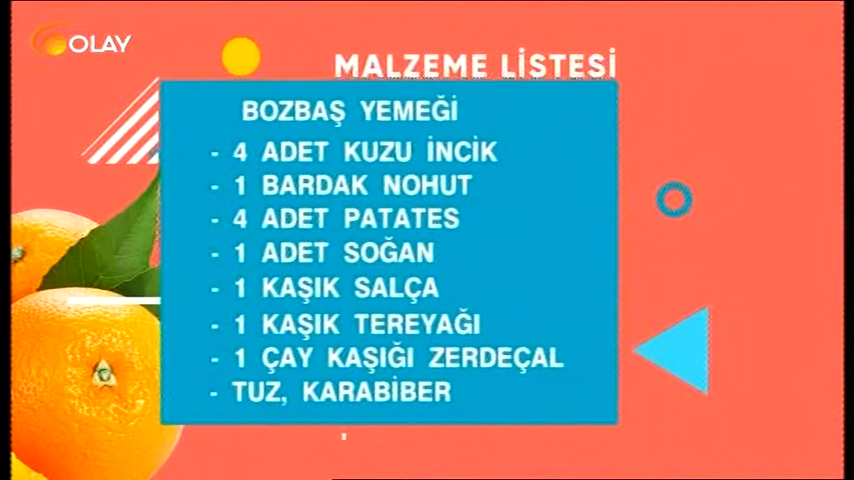 OLAY
MALZEME LİSTESİ
BOZBAŞ YEMEĞİ
- 4 ADET KUZU İNCİK
- 1 BARDAK NOHUT
- 4 ADET PATATES
- 1 ADET SOĞAN
- 1 KAŞIK SALÇA
- 1 KAŞIK TEREYAĞI
- 1 ÇAY KAŞIĞI ZERDEÇAL
- TUZ, KARABİBER